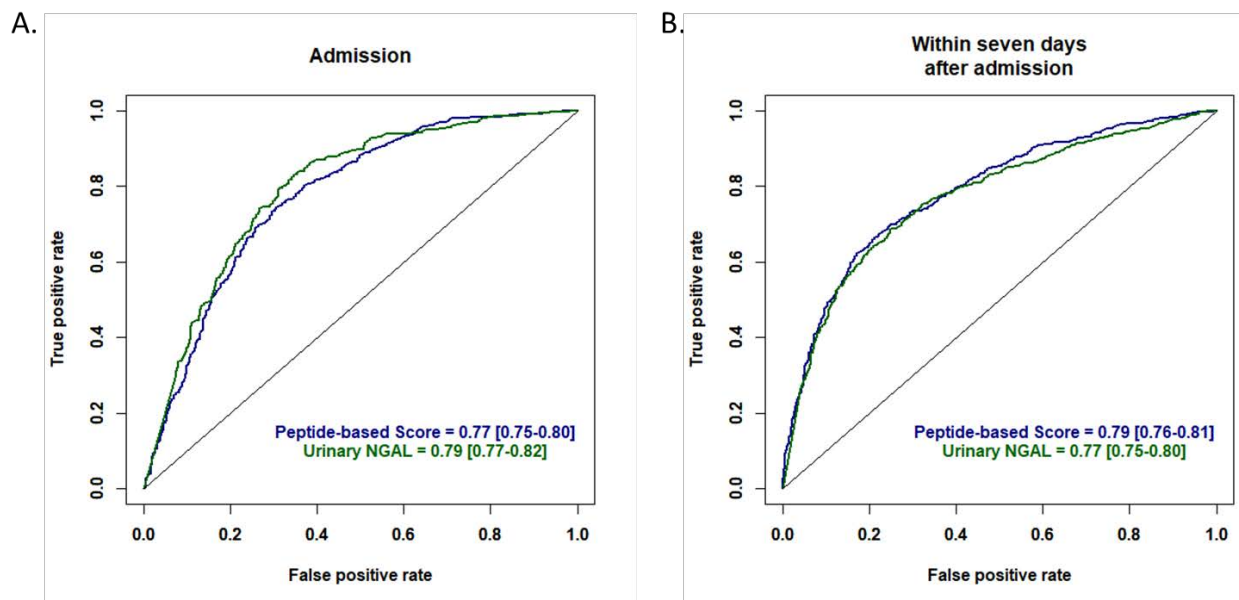 A.
Admission
1.0
0.8
0.6
0.4
0.2
0.0
True positive rate
Peptide-based Score = 0.77 [0.75-0.80]
Urinary NGAL = 0.79 [0.77-0.82]
0.0 0.2 0.4 0.6 0.8 1.0
False positive rate
B.
Within seven days
after admission
1.0
0.8
0.6
0.4
0.2
0.0
True positive rate
Peptide-based Score = 0.79 [0.76-0.81]
Urinary NGAL = 0.77 [0.75-0.80]
0.0 0.2 0.4 0.6 0.8 1.0
False positive rate